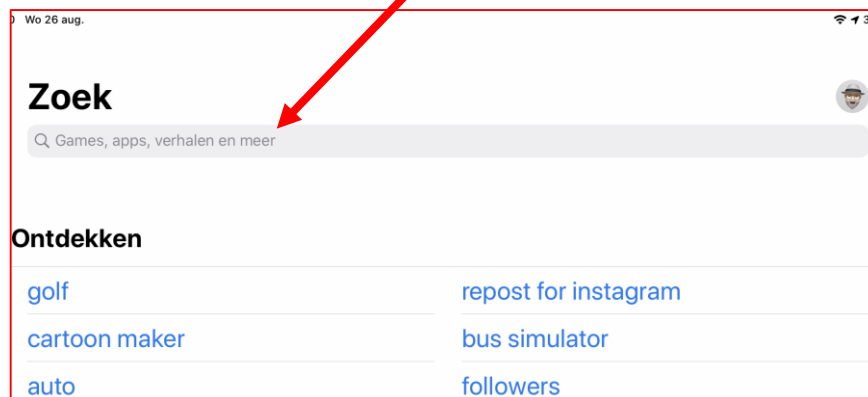 Wo 26 aug.
Zoek
Games, apps, verhalen en meer
Ontdekken
golf
repost for instagram
cartoon maker
bus simulator
auto
followers